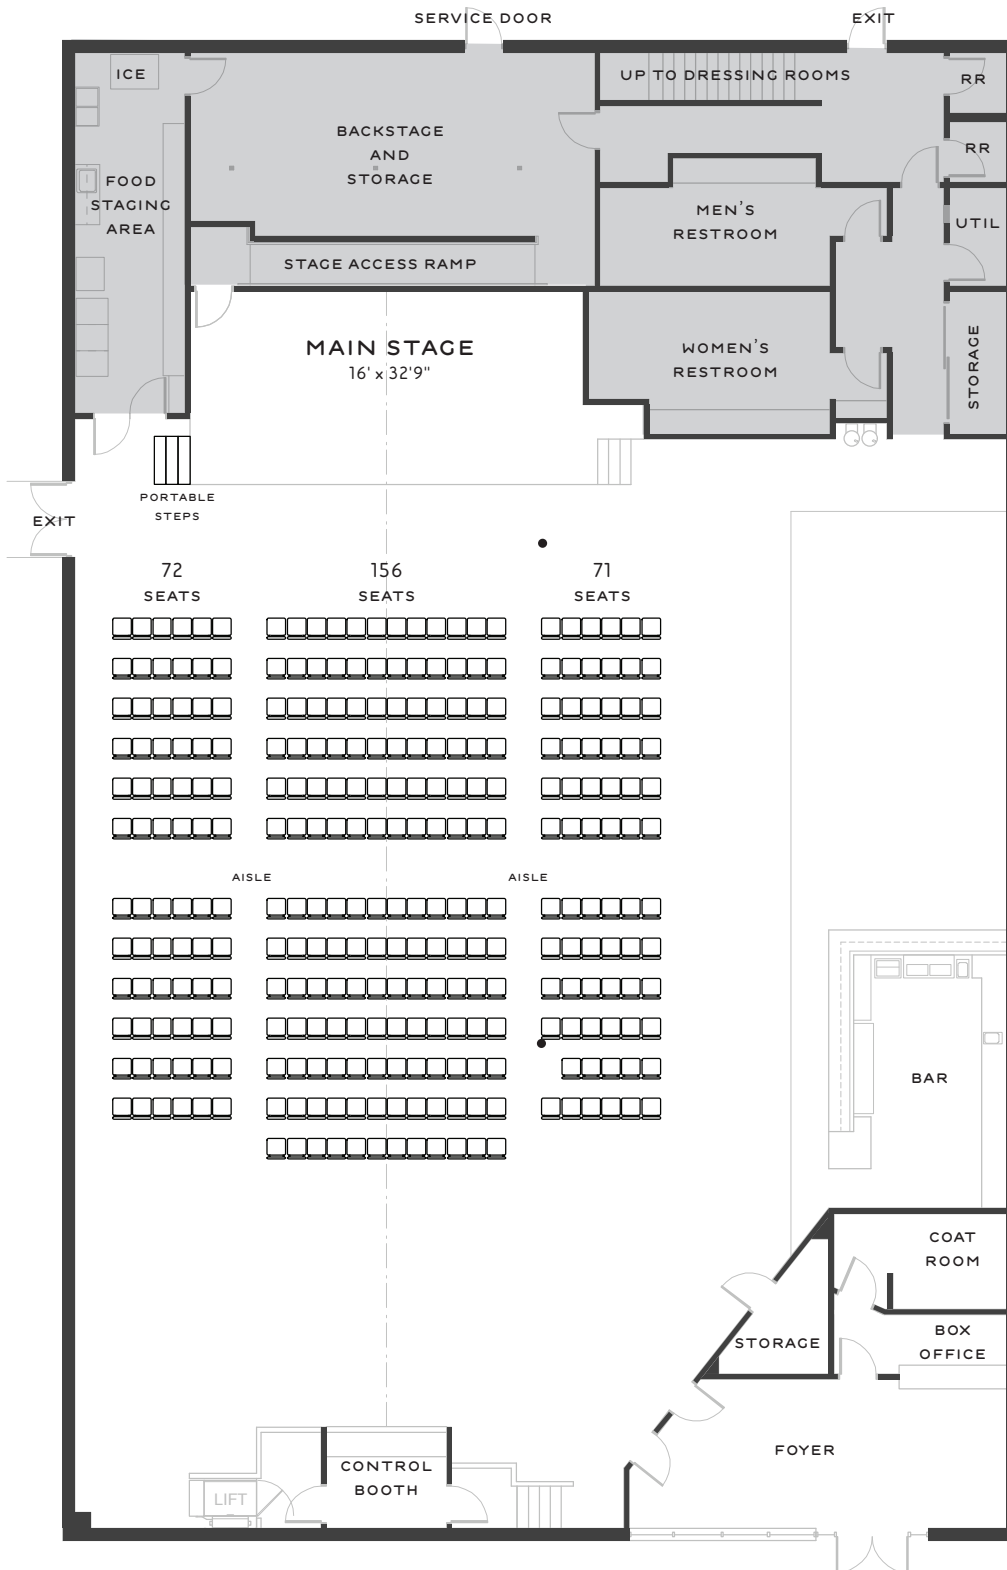 SERVICE DOOR
EXIT
ICE
UP TO DRESSING ROOMS
RR
BACKSTAGE
AND
STORAGE
RR
FOOD
STAGING
AREA
MEN'S
RESTROOM
UTIL
STAGE ACCESS RAMP
MAIN STAGE
16' x 32'9"
WOMEN'S
RESTROOM
STORAGE
PORTABLE
STEPS
EXIT
72
SEATS
156
SEATS
71
SEATS
AISLE
AISLE
BAR
COAT
ROOM
STORAGE
BOX
OFFICE
FOYER
CONTROL
BOOTH
LIFT